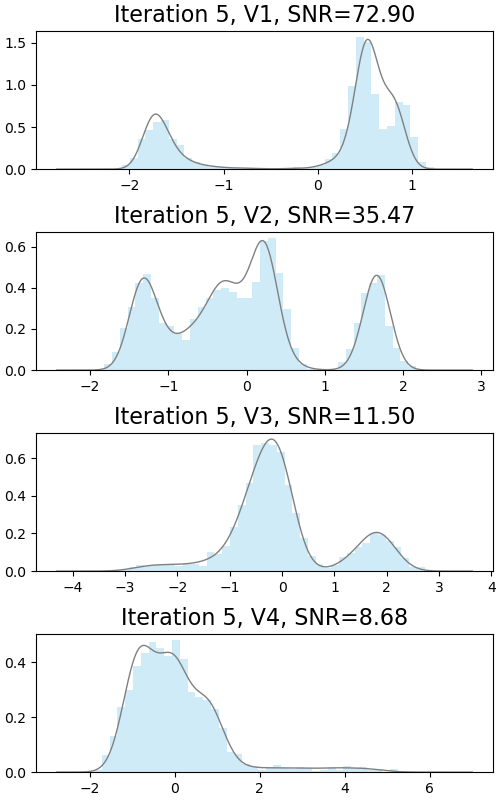 Iteration 5, V1, SNR=72.90
1.5
1.0
0.5
0.0
−2 −1 0 1
Iteration 5, V2, SNR=35.47
0.6
0.4
0.2
0.0
−2 −1 0 1 2 3
Iteration 5, V3, SNR=11.50
0.6
0.4
0.2
0.0
−4 −3 −2 −1 0 1 2 3 4
Iteration 5, V4, SNR=8.68
0.4
0.2
0.0
−2 0 2 4 6